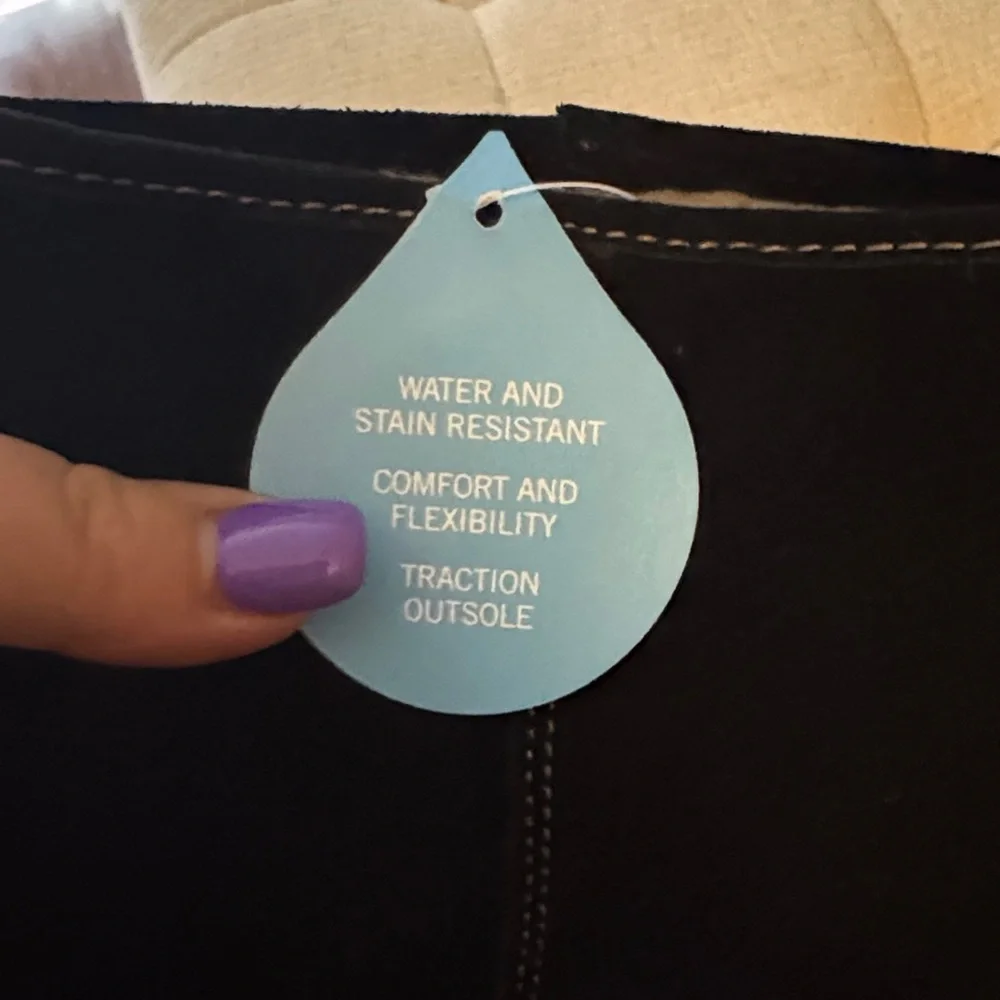 WATER AND
STAIN RESISTANT
COMFORT AND
FLEXIBILITY
TRACTION
OUTSOLE